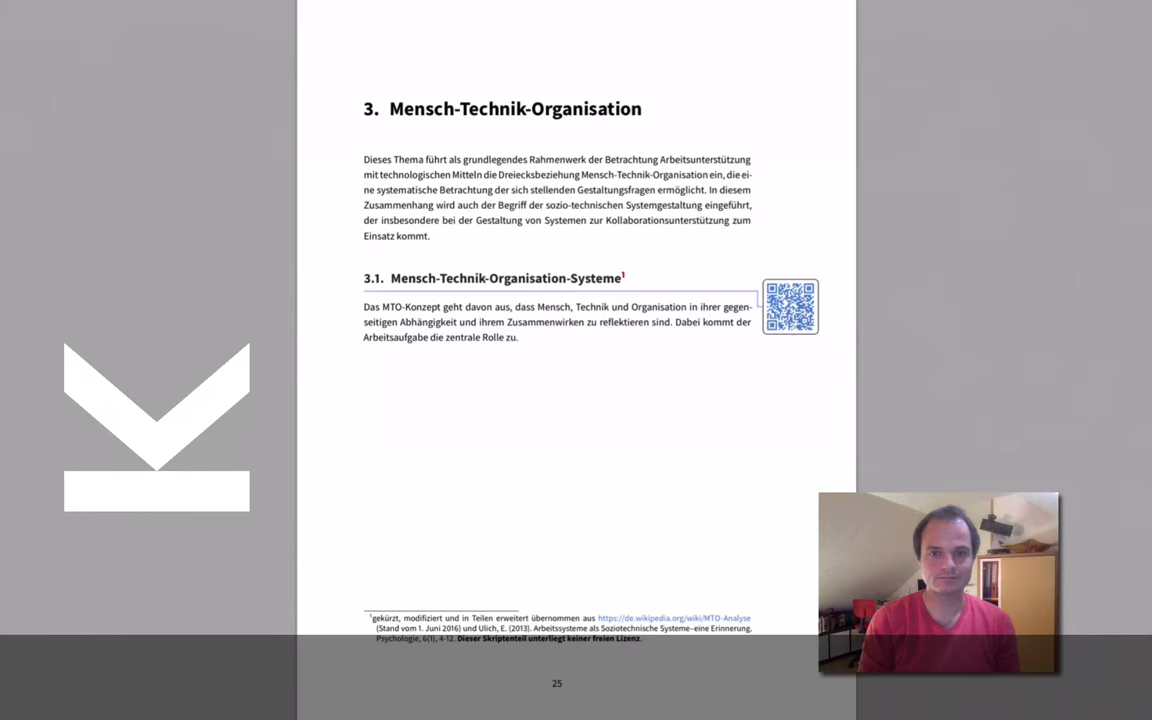 3. Mensch-Technik-Organisation
Dieses Thema führt als grundlegendes Rahmenwerk der Betrachtung Arbeitsunterstützung
mit technologischen Mitteln die Dreiecksbeziehung Mensch-Technik-Organisation ein, die ei-
ne systematische Betrachtung der sich stellenden Gestaltungsfragen ermöglicht. In diesem
Zusammenhang wird auch der Begriff der sozio-technischen Systemgestaltung eingeführt,
der insbesondere bei der Gestaltung von Systemen zur Kollaborationsunterstützung zum
Einsatz kommt.
3.1. Mensch-Technik-Organisation-Systeme1
Das MTO-Konzept geht davon aus, dass Mensch, Technik und Organisation in ihrer gegen-
seitigen Abhängigkeit und ihrem Zusammenwirken zu reflektieren sind. Dabei kommt der
Arbeitsaufgabe die zentrale Rolle zu.
1gekürzt, modifiziert und in Teilen erweitert übernommen aus https://de.wikipedia.org/wiki/MTO-Analyse
(Stand vom 1. Juni 2016) und Ulich, E. (2013). Arbeitssysteme als Soziotechnische Systeme–eine Erinnerung.
Psychologie, 6(1), 4-12. Dieser Skriptenteil unterliegt keiner freien Lizenz.
25